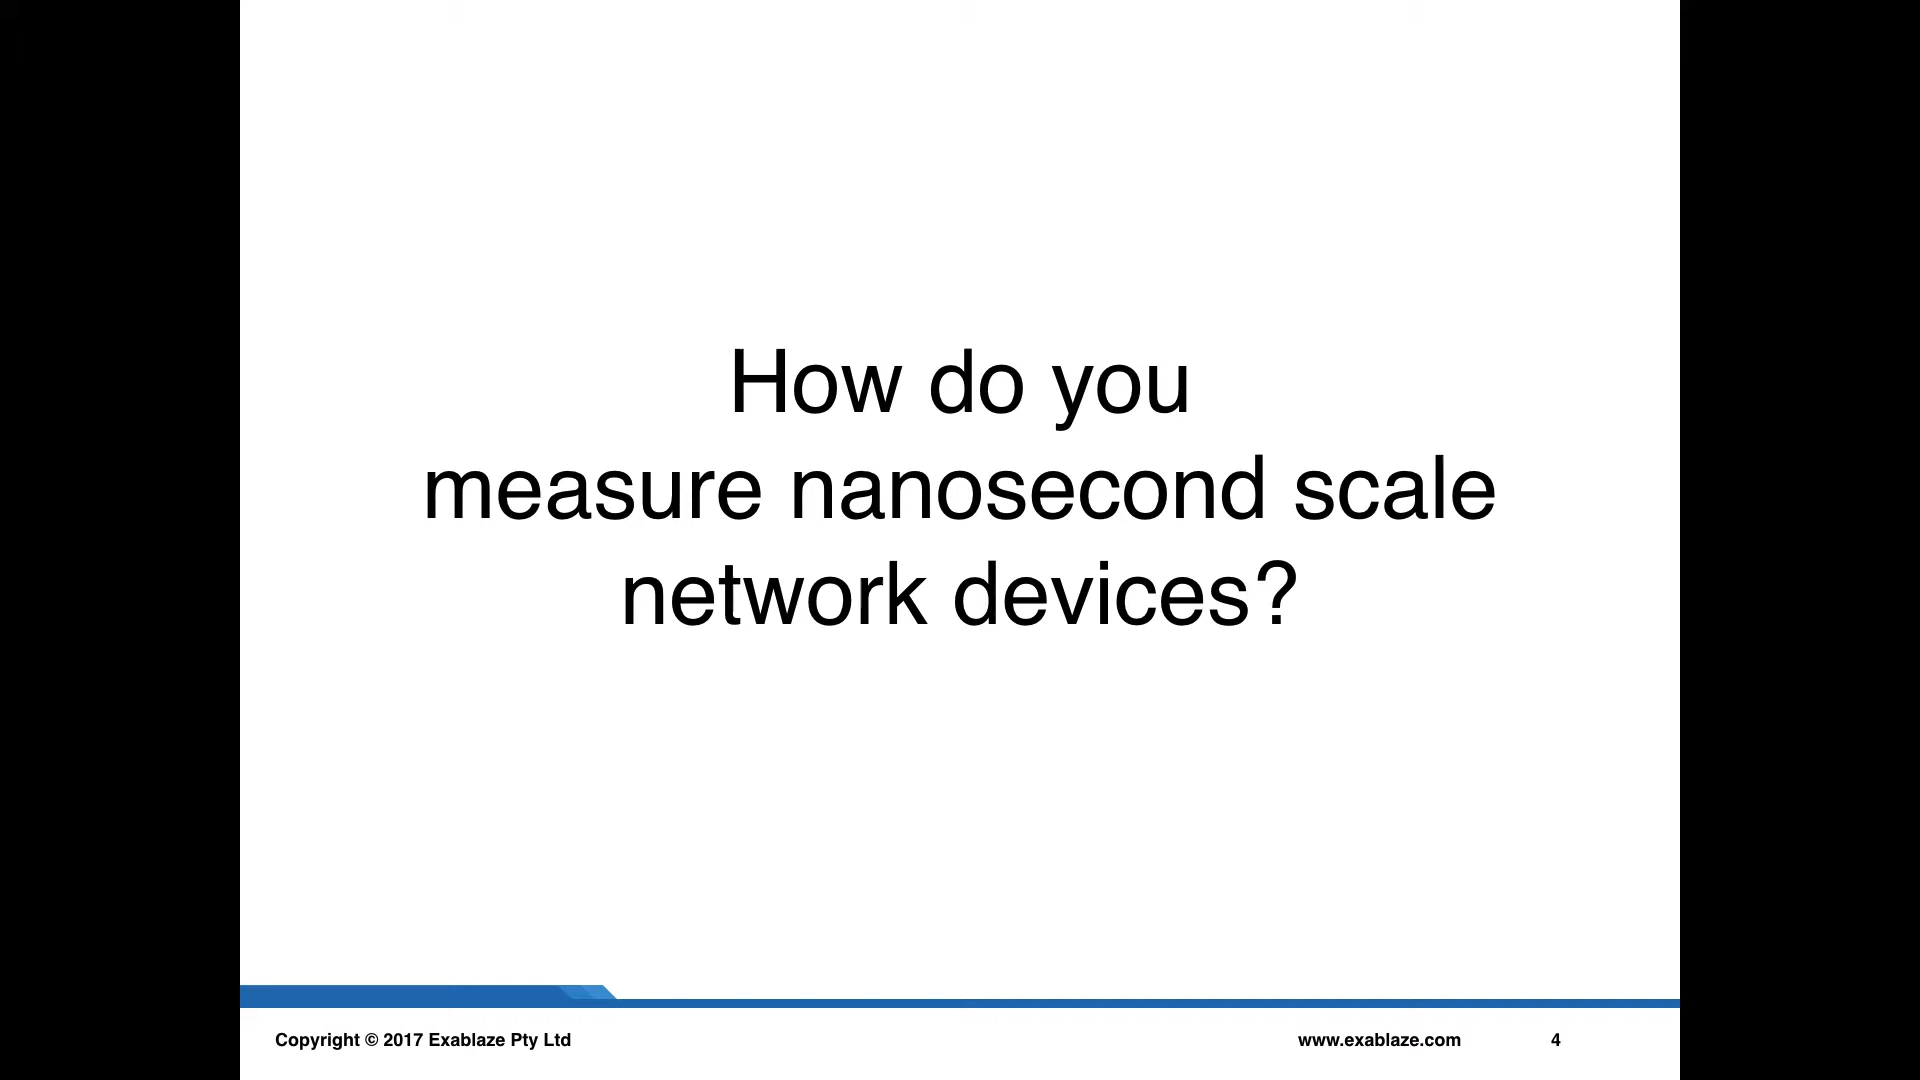 How do you
measure nanosecond scale
network devices?
Copyright © 2017 Exablaze Pty Ltd
www.exablaze.com
4